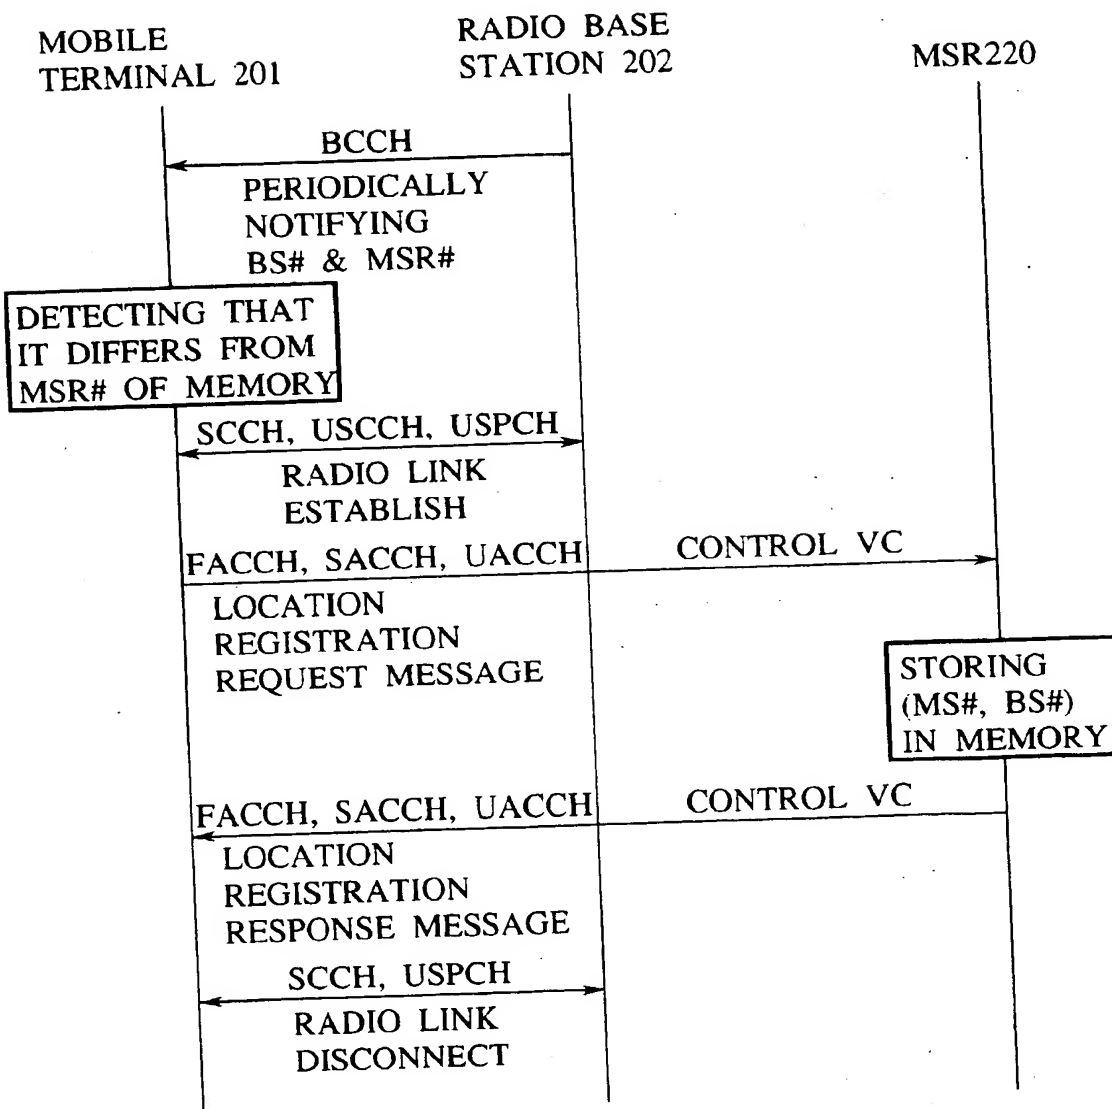 MOBILE
TERMINAL 201
RADIO BASE
STATION 202
MSR220
BCCH
PERIODICALLY
NOTIFYING
BS# & MSR#
DETECTING THAT
IT DIFFERS FROM
MSR# OF MEMORY
SCCH, USCCH, USPCH
RADIO LINK
ESTABLISH
FACCH, SACCH, UACCH
CONTROL VC
LOCATION
REGISTRATION
REQUEST MESSAGE
STORING
(MS#, BS#)
IN MEMORY
FACCH, SACCH, UACCH
CONTROL VC
LOCATION
REGISTRATION
RESPONSE MESSAGE
SCCH, USPCH
RADIO LINK
DISCONNECT